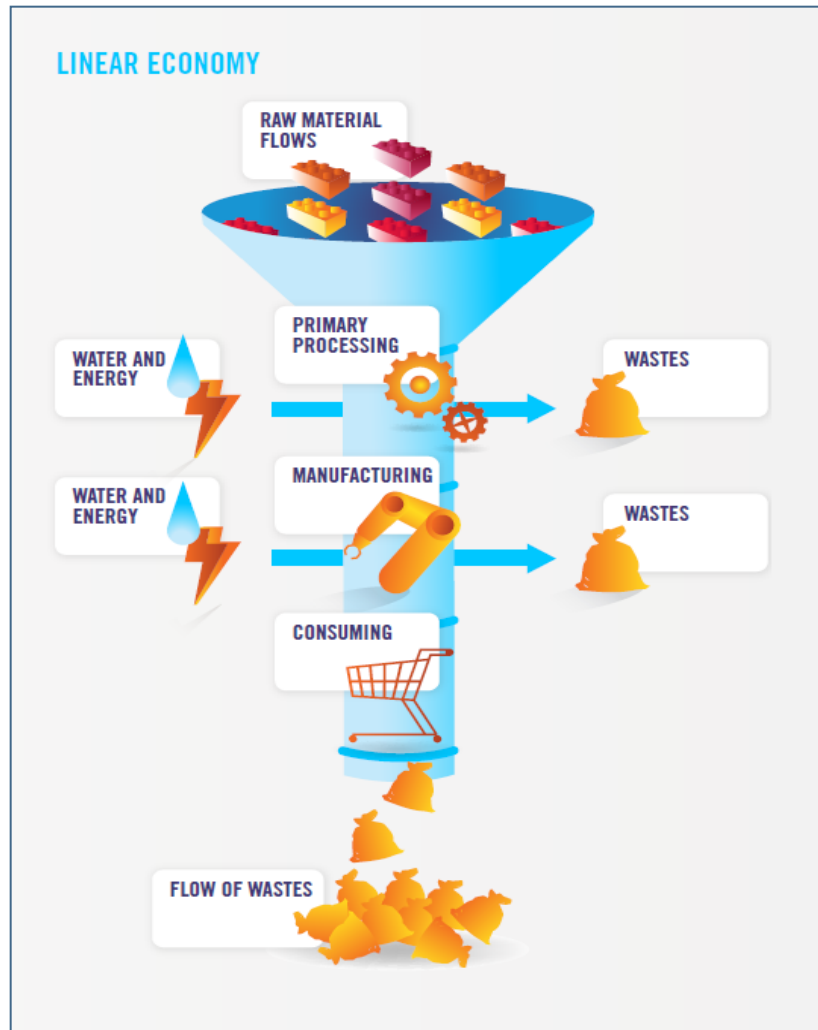 LINEAR ECONOMY
RAW MATERIAL
FLOWS
PRIMARY
PROCESSING
WATER AND
ENERGY
WASTES
MANUFACTURING
WATER AND
ENERGY
WASTES
CONSUMING
FLOW OF WASTES